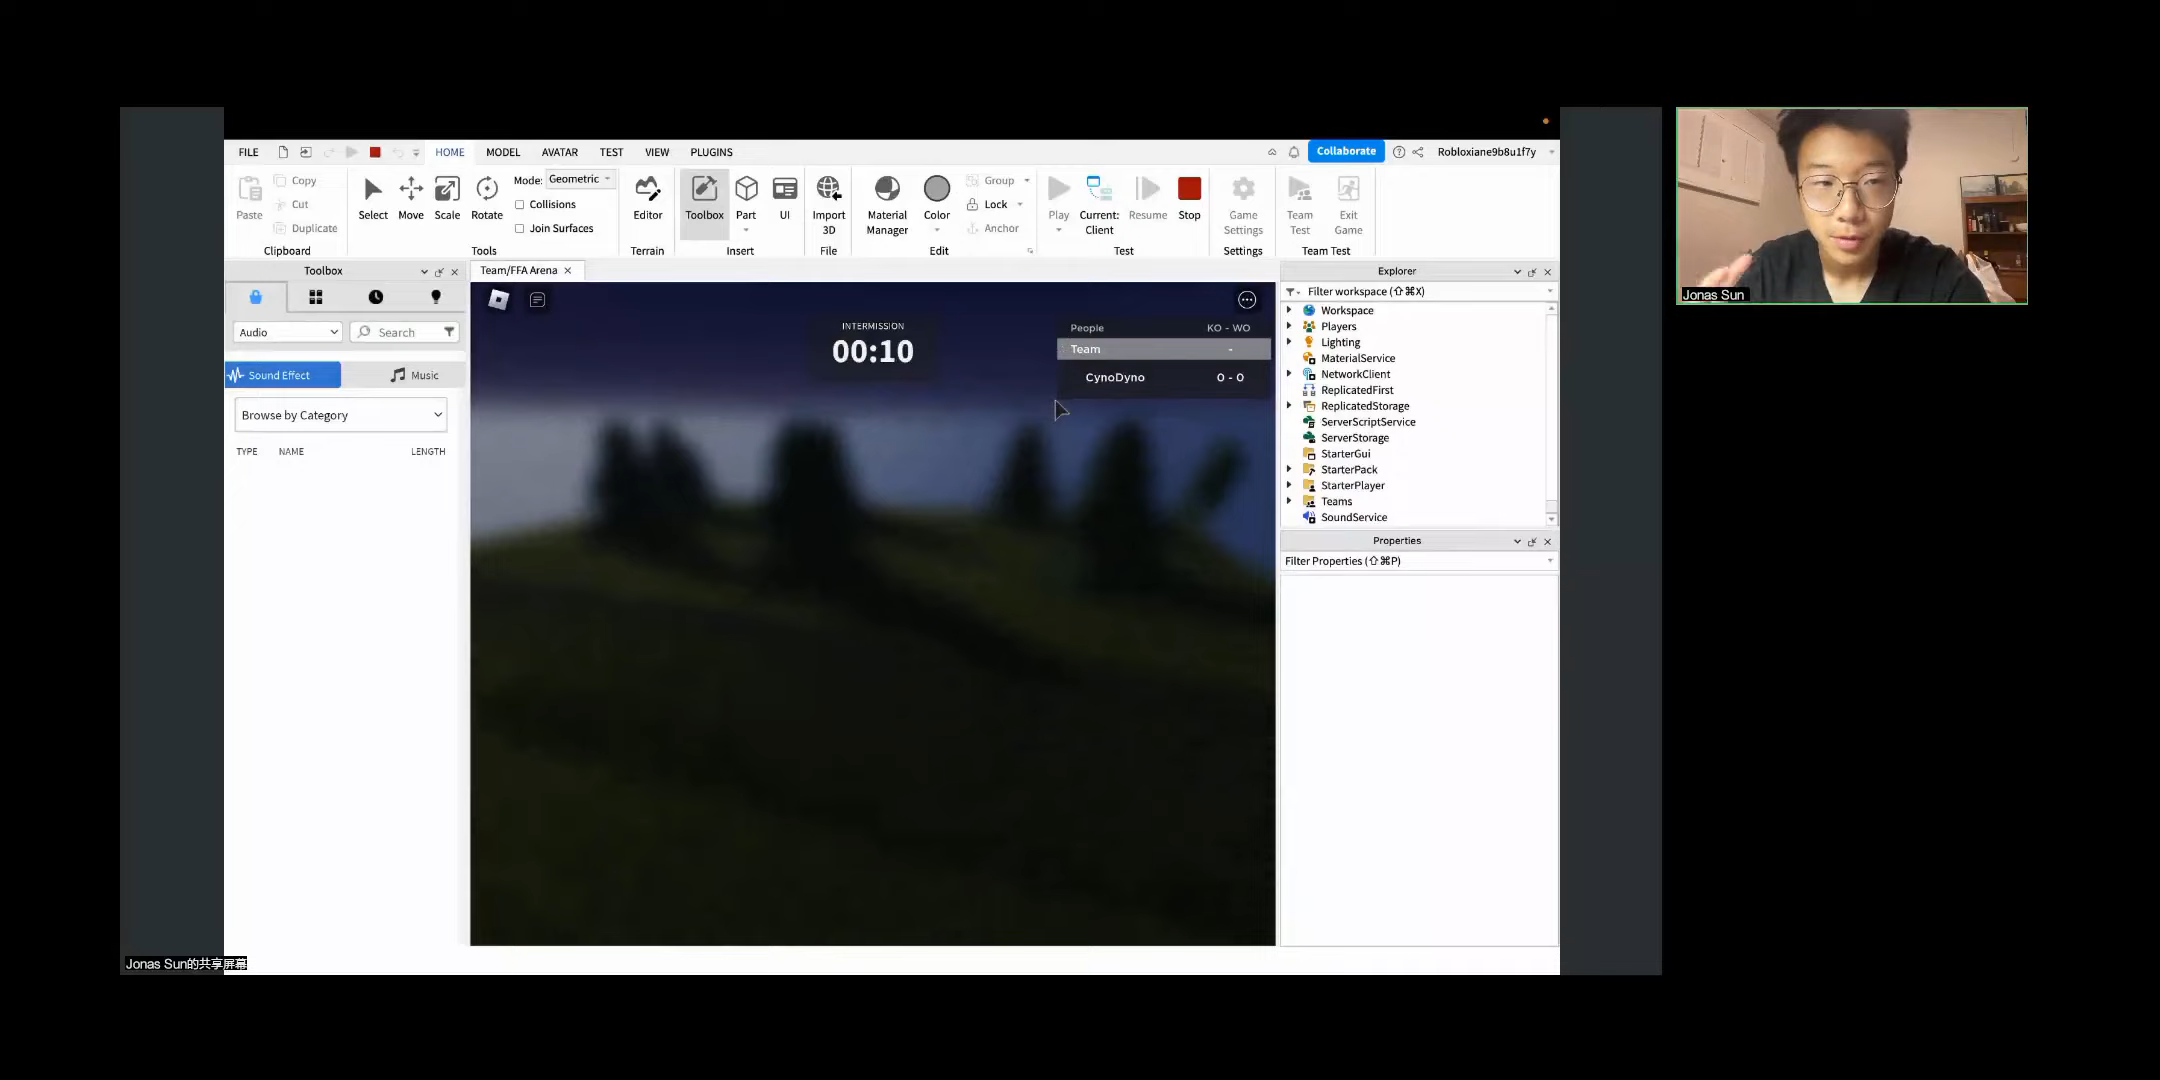 FILE HOME MODEL AVATAR TEST VIEW PLUGINS Collaborate Robloxiane9b8u1f7y
Paste Copy Cut Duplicate
Clipboard
Select Move Scale Rotate
Mode: Geometric
Collisions
Join Surfaces
Tools
Editor
Terrain
Toolbox Part UI
Insert
Import 3D
File
Material Manager Color
Group
Lock
Anchor
Edit
Play Current: Client Resume Stop
Test
Game Settings
Settings
Team Test Exit Game
Team Test
Toolbox
Audio Search
Sound Effect Music
Browse by Category
TYPE NAME LENGTH
Team/FFA Arena
INTERMISSION
00:10
People KO - WO
Team -
CynoDyno 0 - 0
Explorer
Filter workspace (⇧⌘X)
Workspace
Players
Lighting
MaterialService
NetworkClient
ReplicatedFirst
ReplicatedStorage
ServerScriptService
ServerStorage
StarterGui
StarterPack
StarterPlayer
Teams
SoundService
Properties
Filter Properties (⇧⌘P)
Jonas Sun
Jonas Sun的共享屏幕